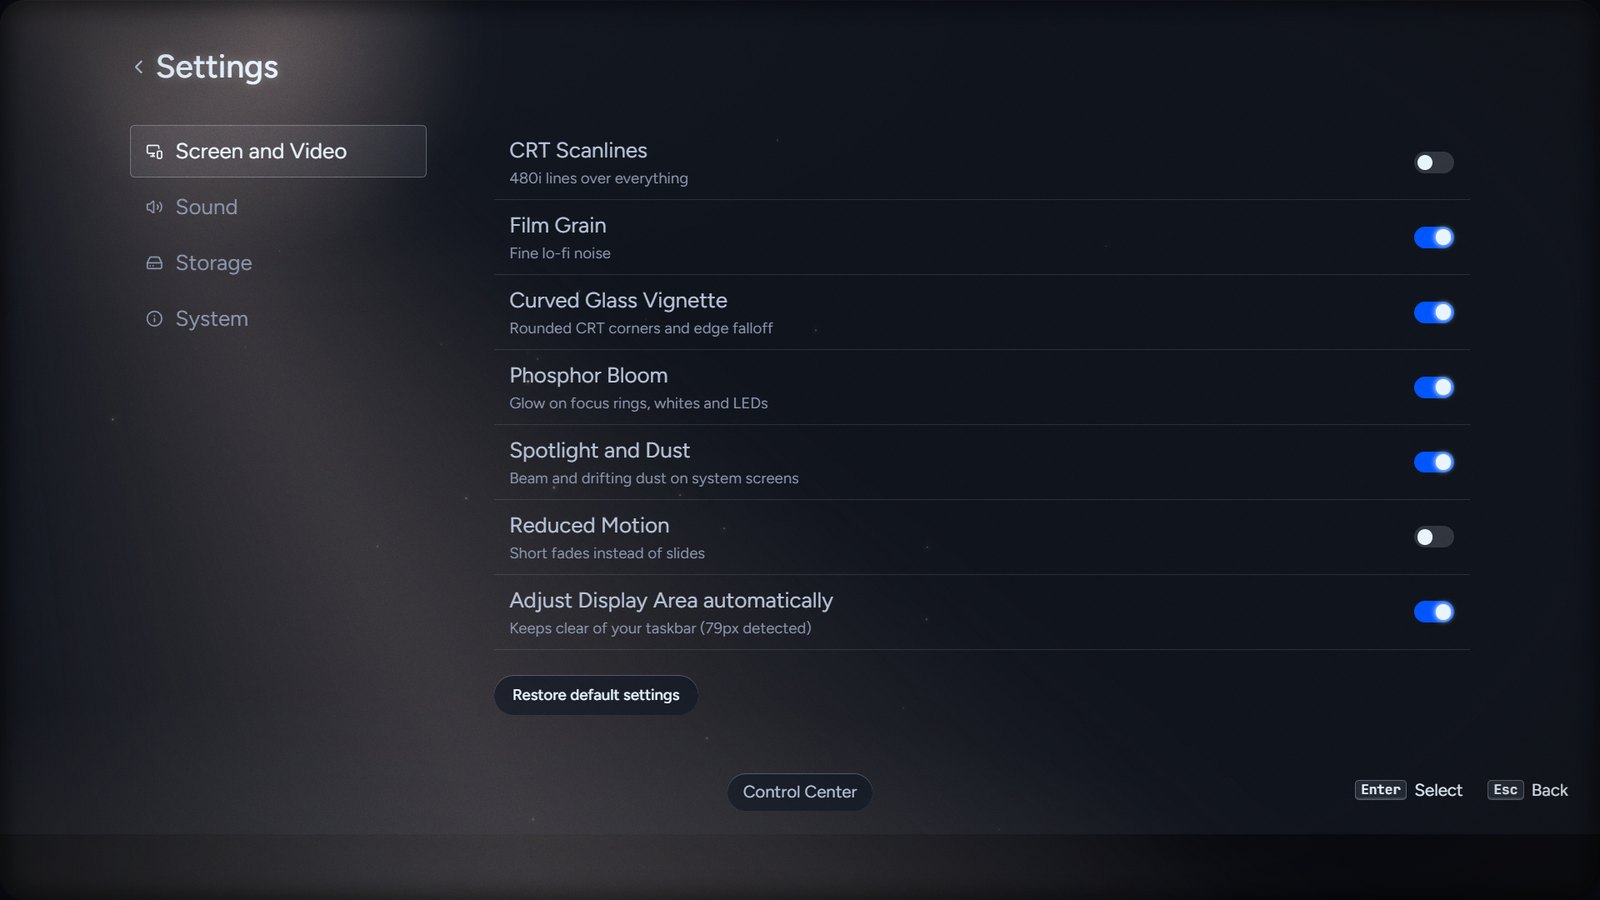 Settings
Screen and Video
Sound
Storage
System
CRT Scanlines
480i lines over everything
Film Grain
Fine lo-fi noise
Curved Glass Vignette
Rounded CRT corners and edge falloff
Phosphor Bloom
Glow on focus rings, whites and LEDs
Spotlight and Dust
Beam and drifting dust on system screens
Reduced Motion
Short fades instead of slides
Adjust Display Area automatically
Keeps clear of your taskbar (79px detected)
Restore default settings
Control Center
Enter Select Esc Back